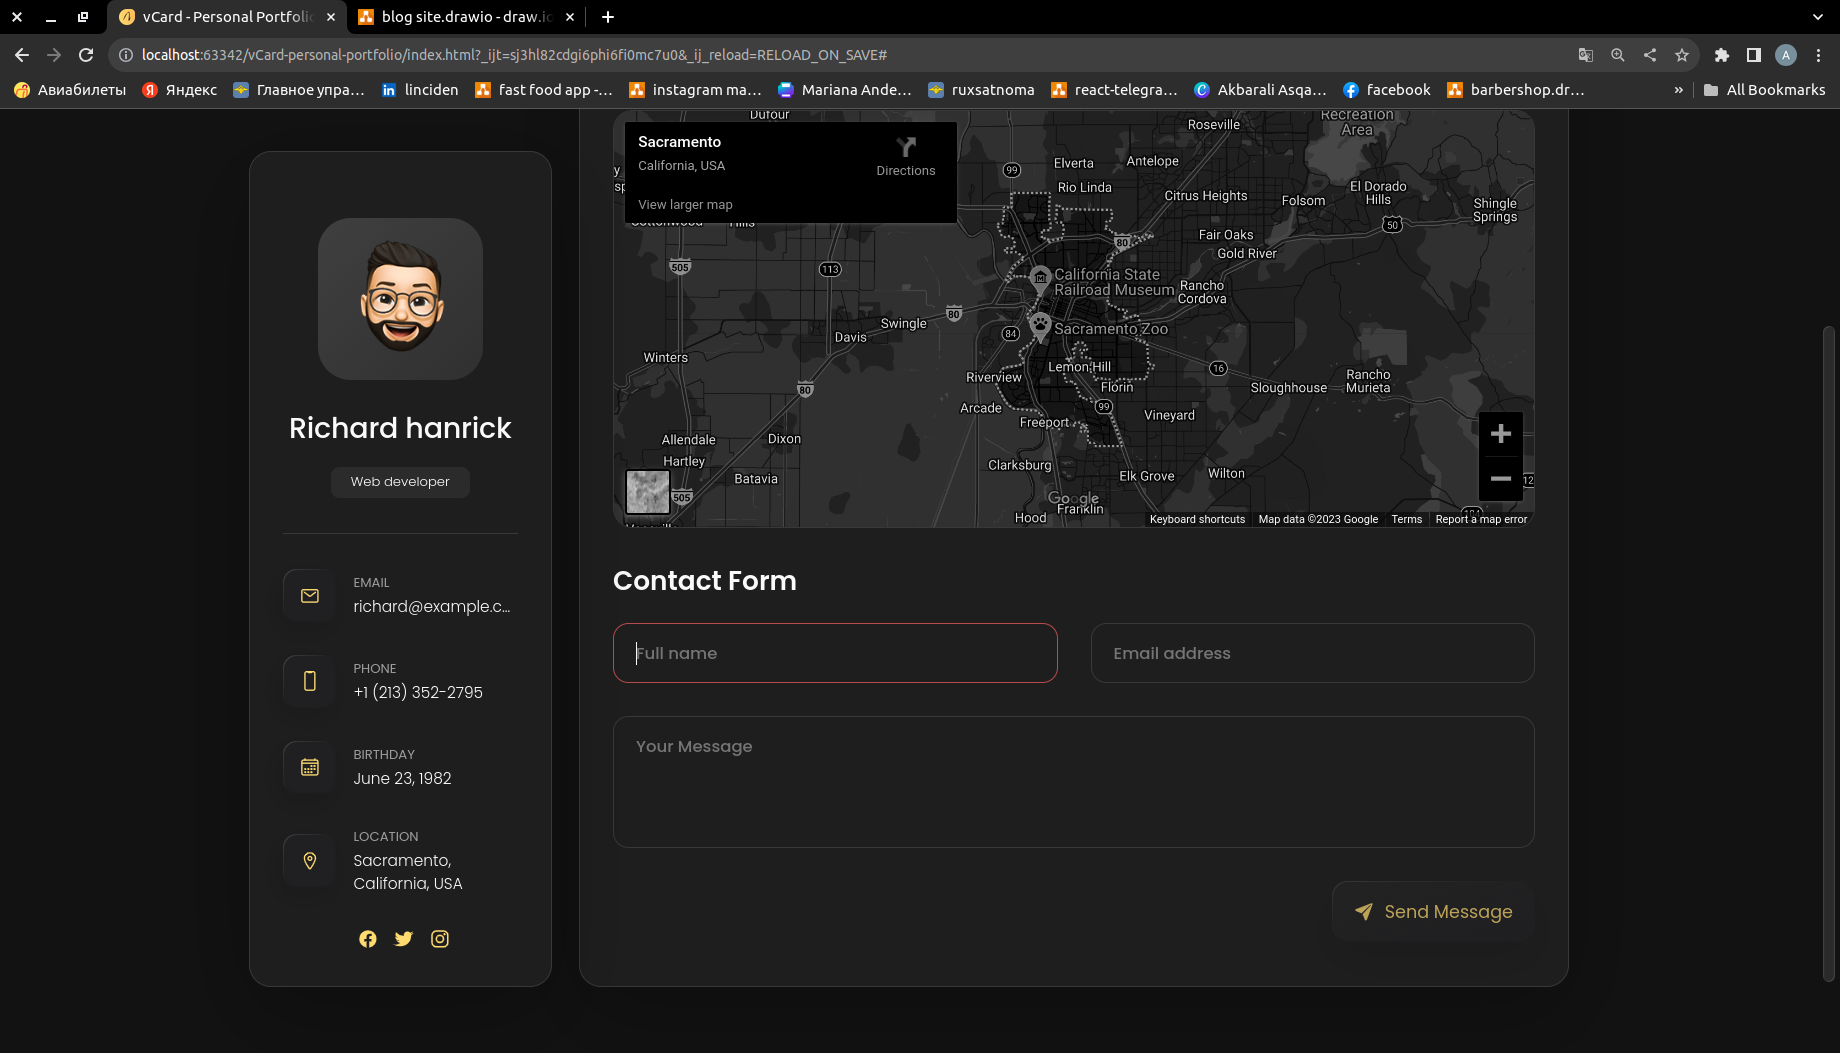 vCard - Personal Portfolio
blog site.drawio - draw.io
localhost:63342/vCard-personal-portfolio/index.html?_ijt=sj3hl82cdgi6phi6fi0mc7u0&_ij_reload=RELOAD_ON_SAVE#
A
Авиабилеты
Яндекс
Главное упра...
linciden
fast food app -...
instagram ma...
Mariana Ande...
ruxsatnoma
react-telegra...
Akbarali Asqa...
facebook
barbershop.dr...
»
All Bookmarks
Richard hanrick
Web developer
EMAIL
richard@example.c...
PHONE
+1 (213) 352-2795
BIRTHDAY
June 23, 1982
LOCATION
Sacramento,
California, USA
Sacramento
California, USA
Directions
View larger map
Dufour
Roseville
Recreation
Area
99
Elverta
Antelope
Rio Linda
Citrus Heights
Folsom
El Dorado
Hills
Shingle
Springs
50
Fair Oaks
Gold River
80
505
113
California State
Railroad Museum
Rancho
Cordova
80
Swingle
Davis
84
Sacramento Zoo
Winters
80
Lemon Hill
16
Riverview
Florin
Sloughhouse
Rancho
Murieta
Arcade
99
Vineyard
Freeport
Allendale
Dixon
Hartley
Clarksburg
Batavia
Elk Grove
Wilton
505
Google
Franklin
Hood
Keyboard shortcuts
Map data ©2023 Google
Terms
Report a map error
Contact Form
Full name
Email address
Your Message
Send Message